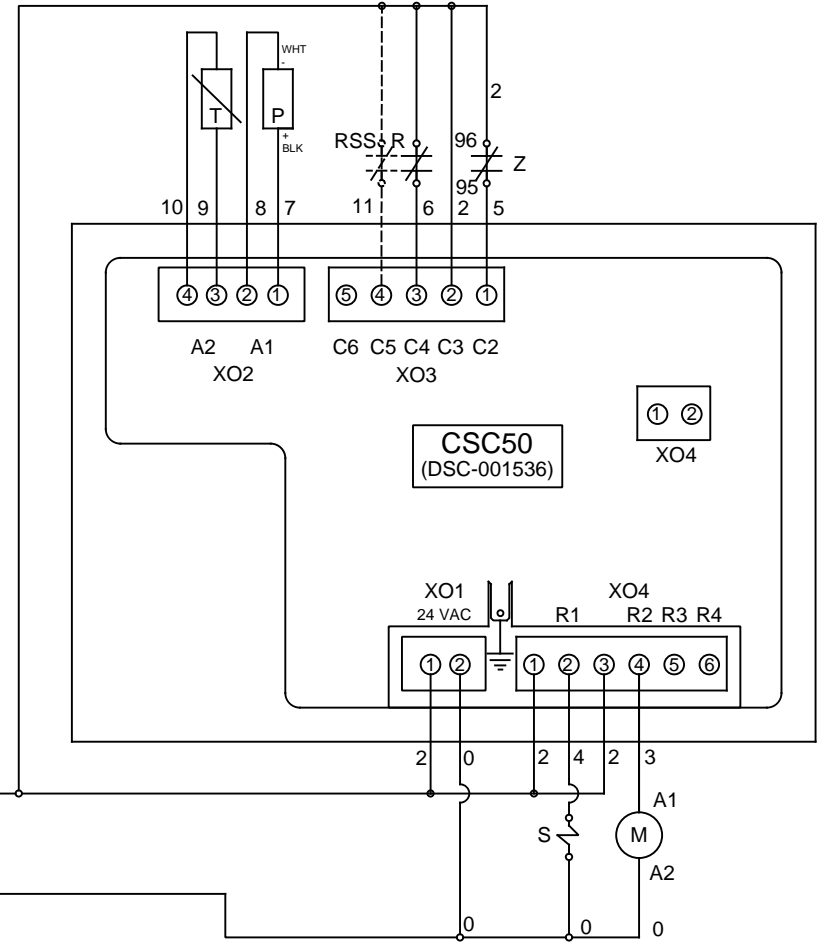 WHT
-
2
T
P
+
BLK
RSS R 96
Z
95
10 9 8 7 11 6 2 5
4 3 2 1 5 4 3 2 1
A2 A1 C6 C5 C4 C3 C2
XO2 XO3
1 2
XO4
CSC50
(DSC-001536)
XO1 XO4
24 VAC R1 R2 R3 R4
1 2 1 2 3 4 5 6
2 0 2 4 2 3
A1
S M
A2
0 0 0